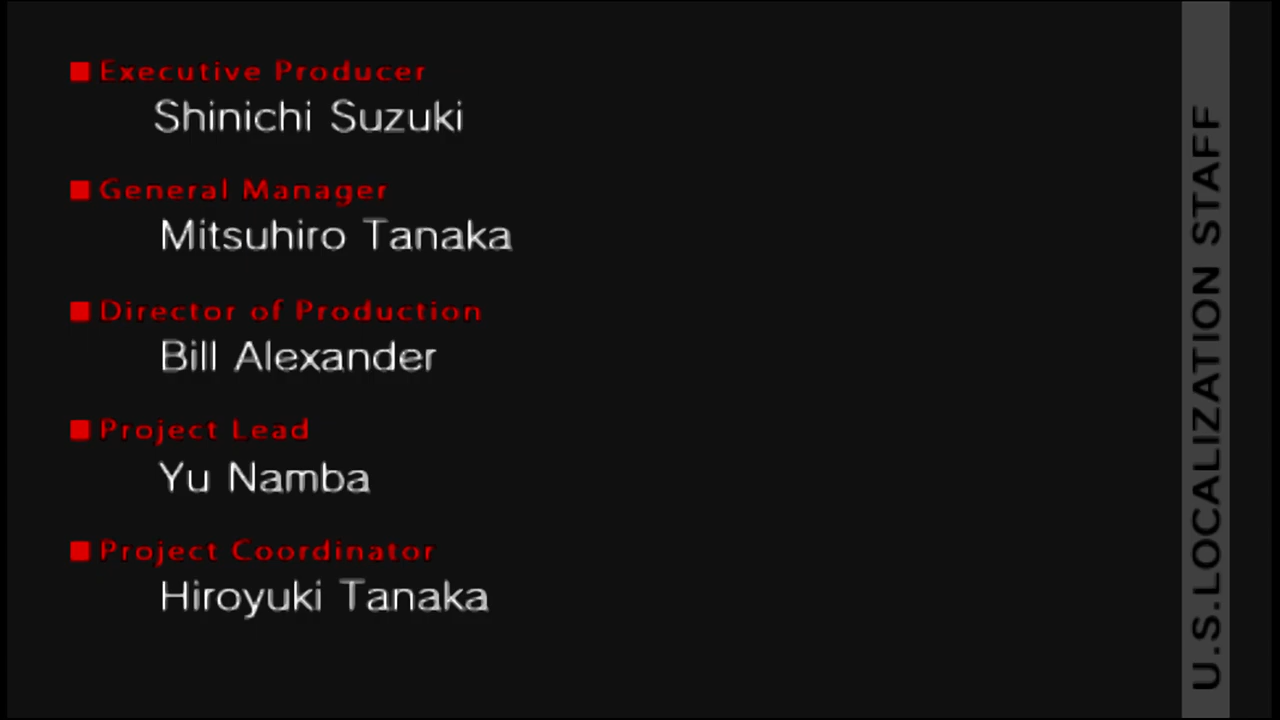 Executive Producer
Shinichi Suzuki
General Manager
Mitsuhiro Tanaka
Director of Production
Bill Alexander
Project Lead
Yu Namba
Project Coordinator
Hiroyuki Tanaka
U.S.LOCALIZATION STAFF